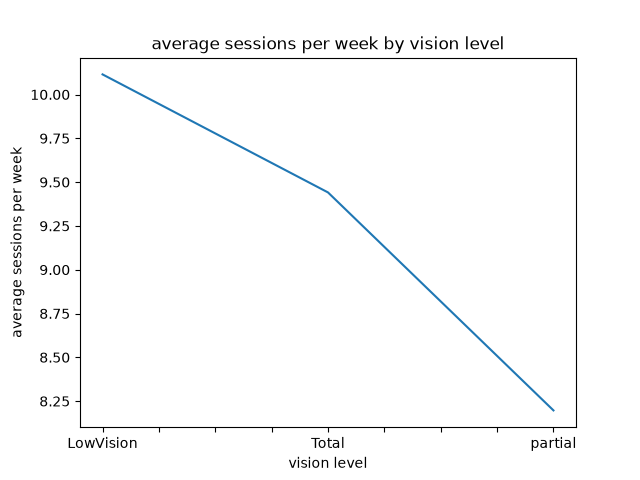 average sessions per week by vision level
10.00
9.75
9.50
9.25
9.00
8.75
8.50
8.25
average sessions per week
LowVision Total partial
vision level